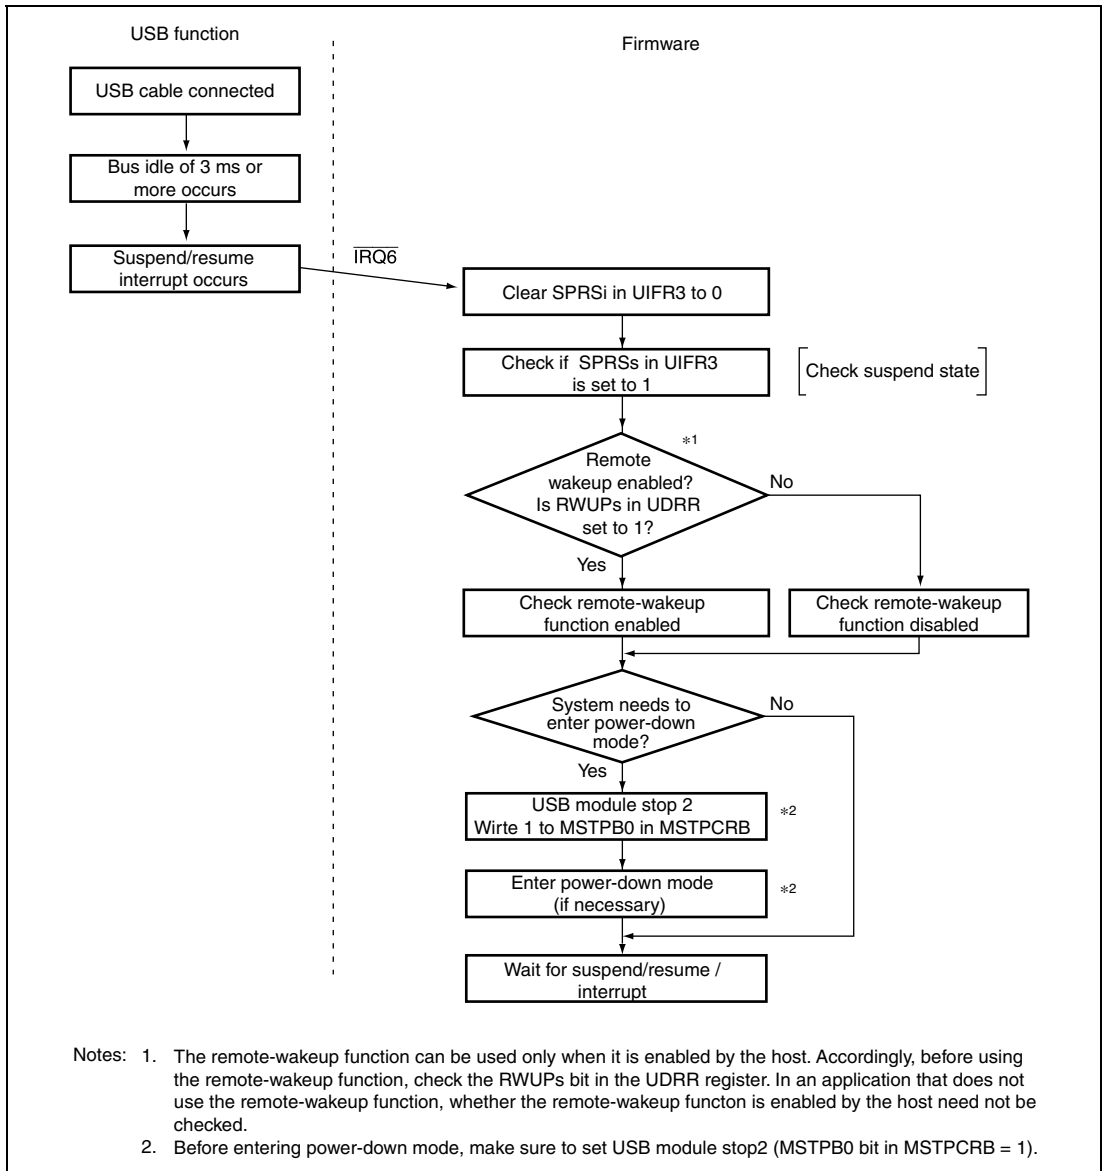 USB function
Firmware
USB cable connected
Bus idle of 3 ms or
more occurs
Suspend/resume
interrupt occurs
IRQ6
Clear SPRSi in UIFR3 to 0
Check if SPRSs in UIFR3
is set to 1
Check suspend state
*1
Remote
wakeup enabled?
Is RWUPs in UDRR
set to 1?
No
Yes
Check remote-wakeup
function enabled
Check remote-wakeup
function disabled
System needs to
enter power-down
mode?
No
Yes
USB module stop 2
Wirte 1 to MSTPB0 in MSTPCRB
*2
Enter power-down mode
(if necessary)
*2
Wait for suspend/resume /
interrupt
Notes: 1. The remote-wakeup function can be used only when it is enabled by the host. Accordingly, before using
the remote-wakeup function, check the RWUPs bit in the UDRR register. In an application that does not
use the remote-wakeup function, whether the remote-wakeup functon is enabled by the host need not be
checked.
2. Before entering power-down mode, make sure to set USB module stop2 (MSTPB0 bit in MSTPCRB = 1).